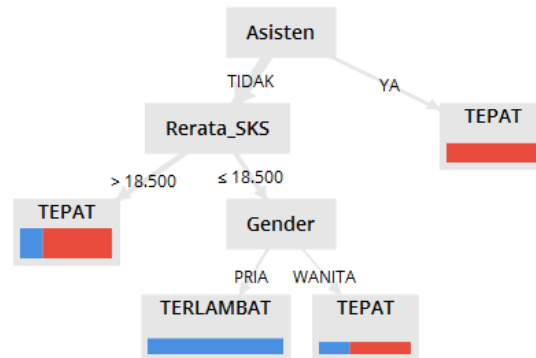 Asisten
TIDAK
YA
Rerata_SKS
TEPAT
> 18.500
≤ 18.500
TEPAT
Gender
PRIA
WANITA
TERLAMBAT
TEPAT